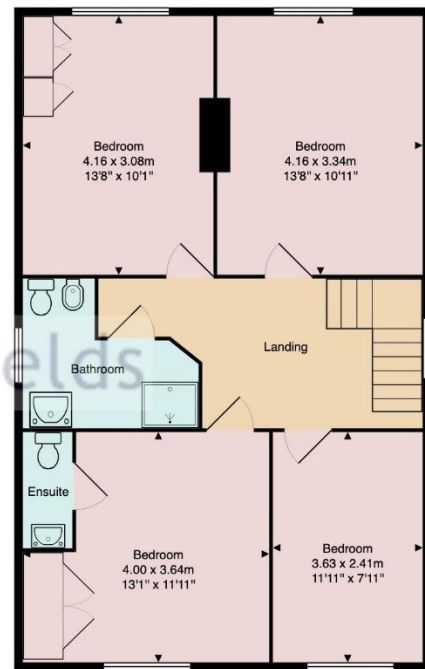 Bedroom
4.16 x 3.08m
13'8" x 10'1"
Bedroom
4.16 x 3.34m
13'8" x 10'11"
Landing
Bathroom
Ensuite
Bedroom
4.00 x 3.64m
13'1" x 11'11"
Bedroom
3.63 x 2.41m
11'11" x 7'11"